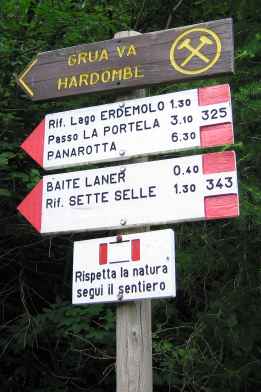 GRUA VA
HARDOMBLE
Rif. Lago ERDEMOLO 1.30
Passo LA PORTELA 3.10 325
PANAROTTA 6.30
BAITE LANER 0.40
Rif. SETTE SELLE 1.30 343
Rispetta la natura
segui il sentiero